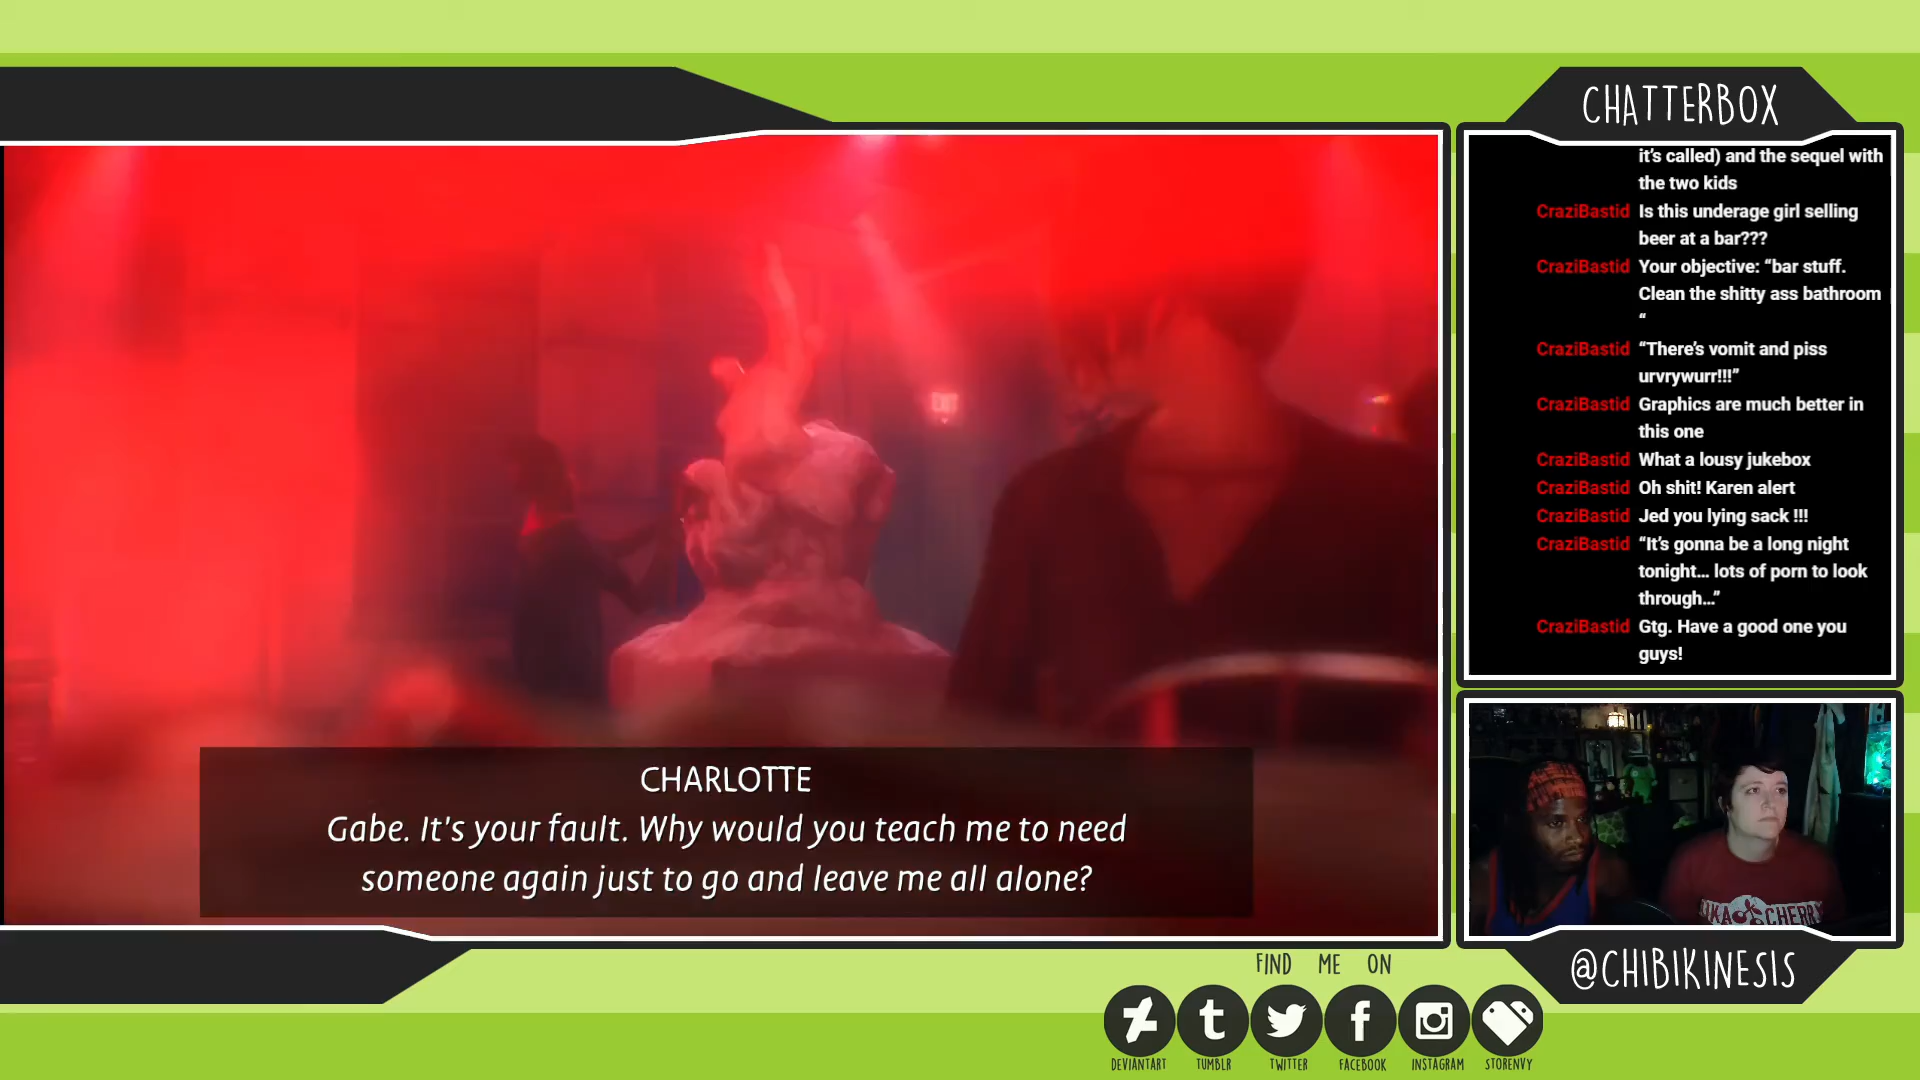 CHATTERBOX
it's called) and the sequel with
the two kids
CraziBastid Is this underage girl selling
beer at a bar???
CraziBastid Your objective: “bar stuff.
Clean the shitty ass bathroom
“
CraziBastid “There’s vomit and piss
urvrywurr!!!”
CraziBastid Graphics are much better in
this one
CraziBastid What a lousy jukebox
CraziBastid Oh shit! Karen alert
CraziBastid Jed you lying sack !!!
CraziBastid “It’s gonna be a long night
tonight... lots of porn to look
through...”
CraziBastid Gtg. Have a good one you
guys!
CHARLOTTE
Gabe. It's your fault. Why would you teach me to need
someone again just to go and leave me all alone?
CHERRY
@CHIBIKINESIS
FIND ME ON
DEVIANTART TUMBLR TWITTER FACEBOOK INSTAGRAM STORENVY